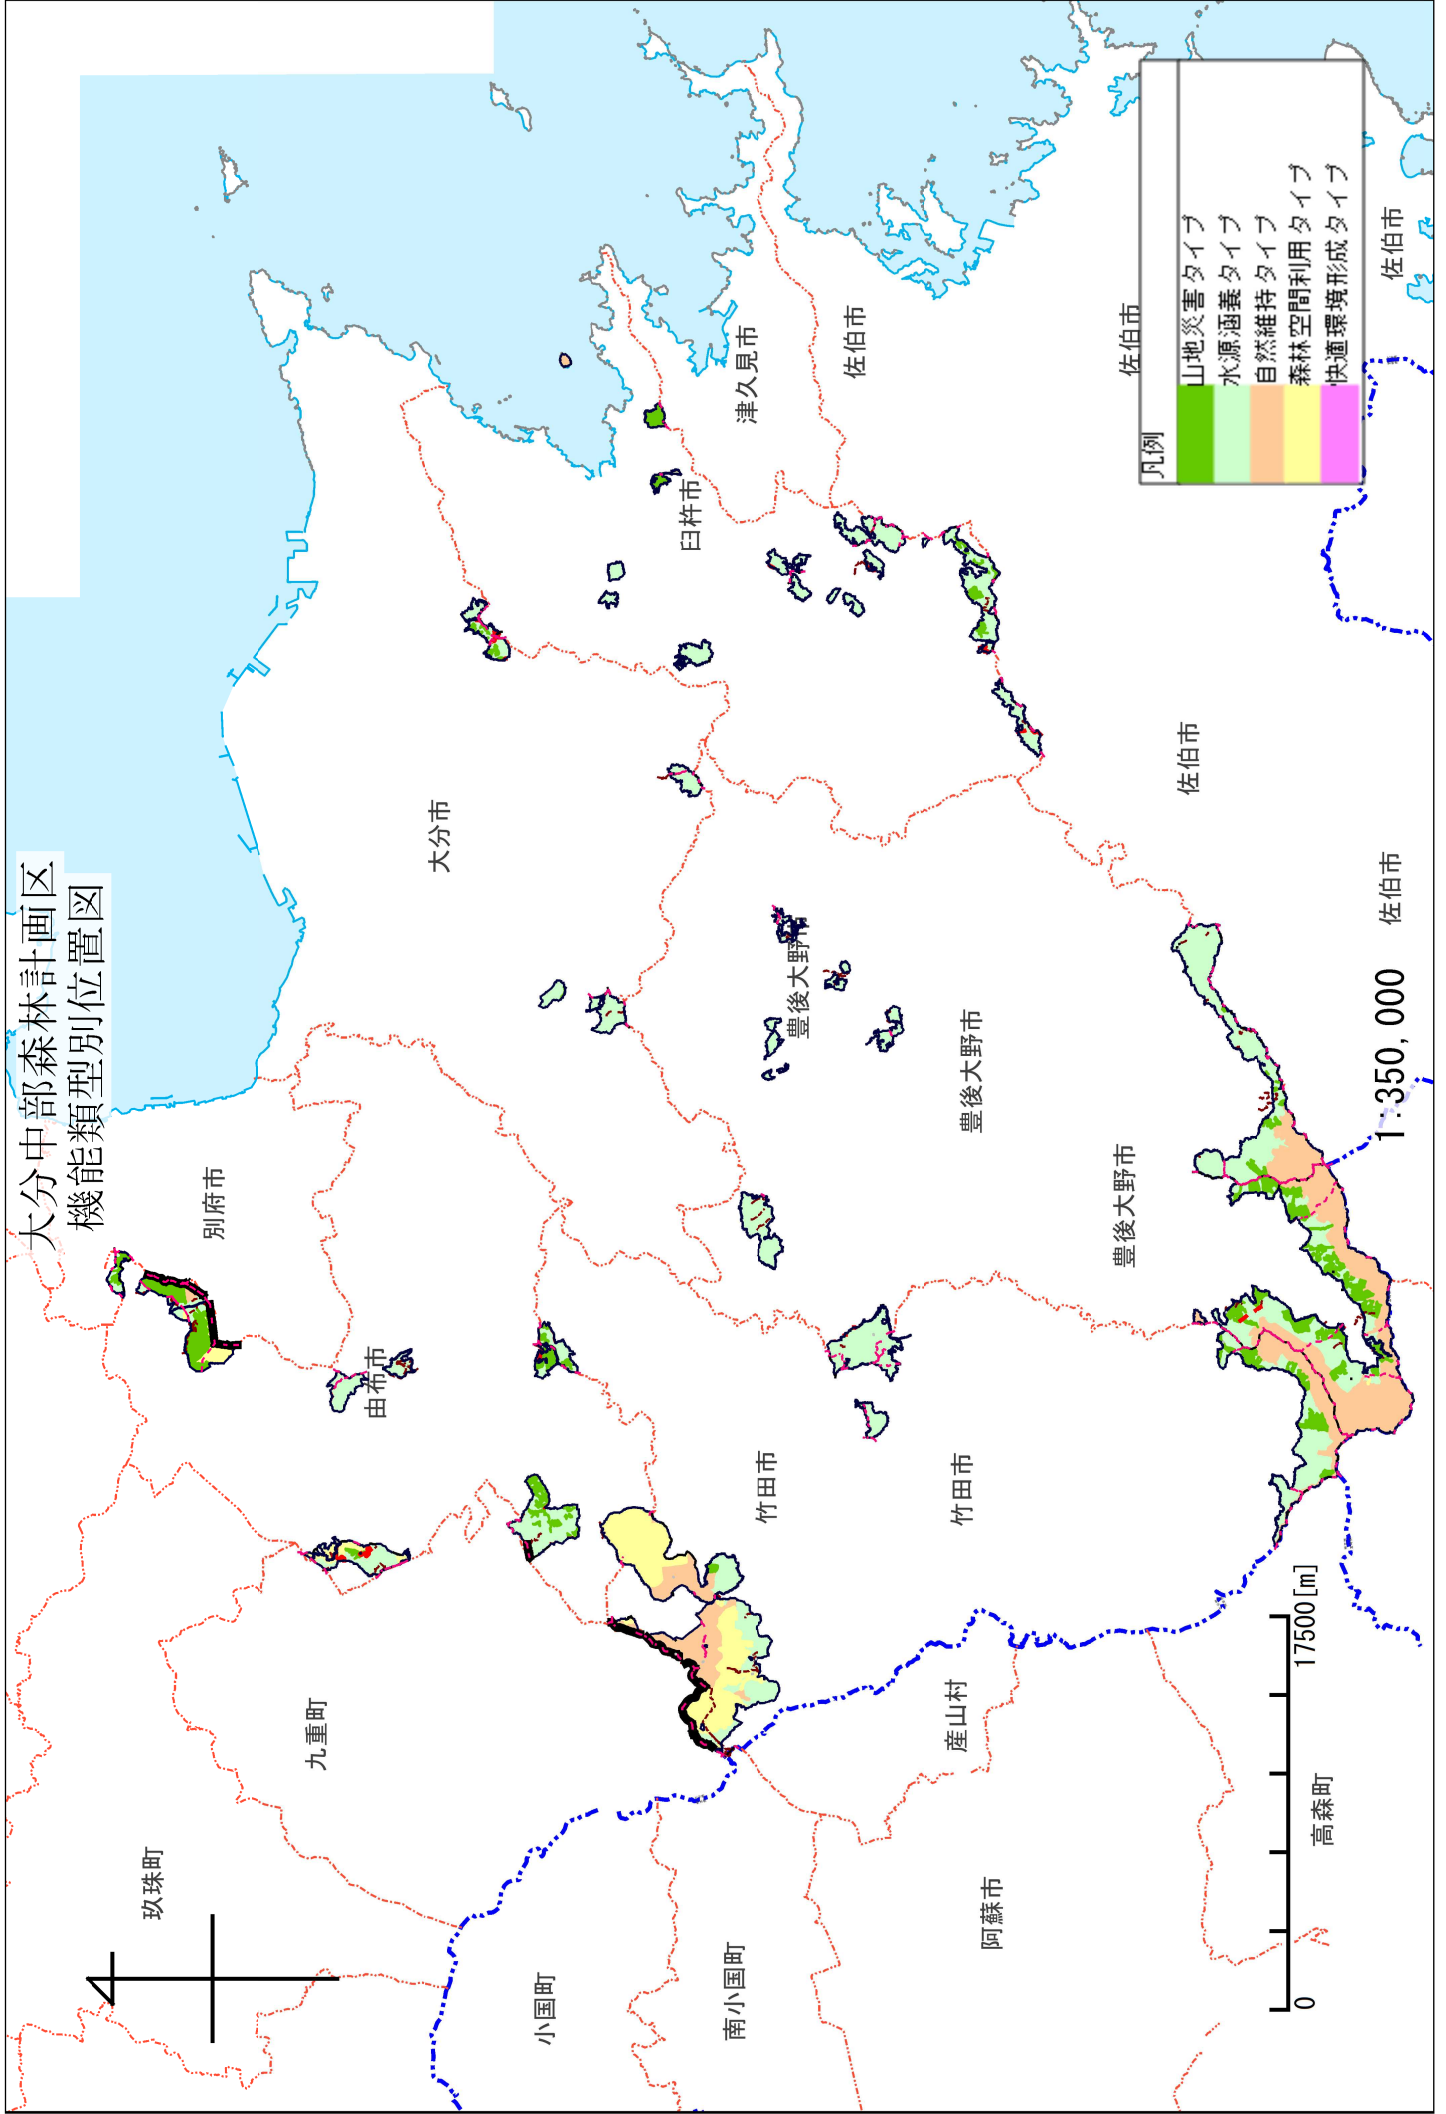 大分中部森林計画区
機能類型別位置図
玖珠町
九重町
別府市
由布市
大分市
小国町
南小国町
竹田市
臼杵市
津久見市
豊後大野市
佐伯市
阿蘇市
産山村
竹田市
豊後大野市
豊後大野市
佐伯市
佐伯市
高森町
佐伯市
佐伯市
凡例
山地災害タイプ
水源涵養タイプ
自然維持タイプ
森林空間利用タイプ
快適環境形成タイプ
0
17500[m]
1:350,000